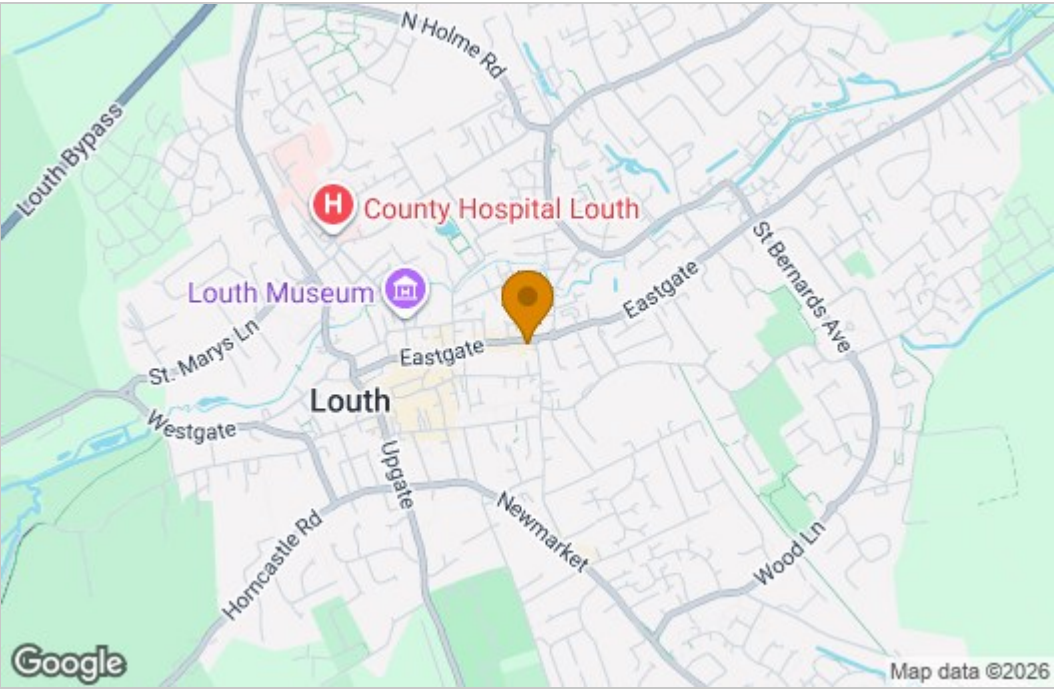 N Holme Rd
Louth Bypass
H
County Hospital Louth
St Bernards Ave
Louth Museum
Eastgate
St. Marys Ln
Eastgate
Louth
Westgate
Upgate
Newmarket
Horncastle Rd
Wood Ln
Google
Map data ©2026